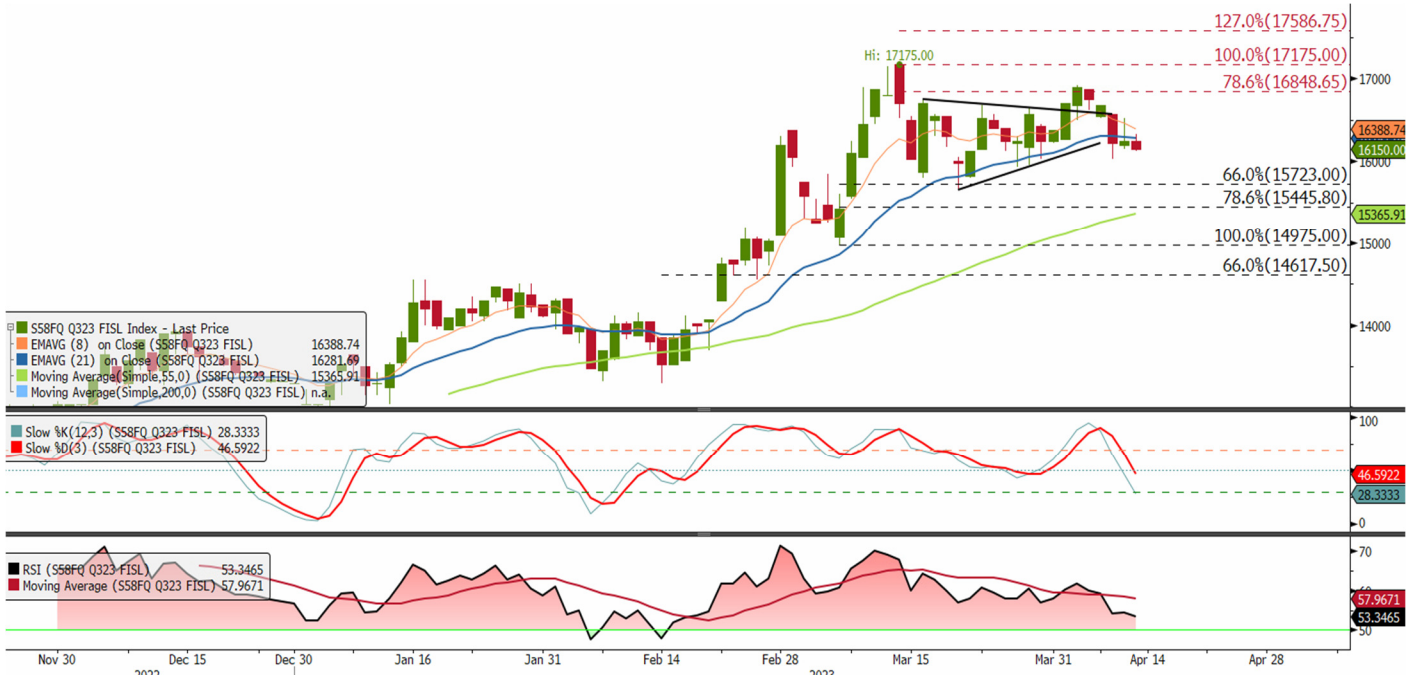 127.0%(17586.75)
Hi: 17175.00
100.0%(17175.00)
78.6%(16848.65)
17000
16388.74
16150.00
16000
66.0%(15723.00)
78.6%(15445.80)
15365.91
100.0%(14975.00)
15000
66.0%(14617.50)
14000
S58FQ Q323 FISL Index - Last Price
EMAVG (8) on Close (S58FQ Q323 FISL) 16388.74
EMAVG (21) on Close (S58FQ Q323 FISL) 16281.69
Moving Average(Simple,55,0) (S58FQ Q323 FISL) 15365.91
Moving Average(Simple,200,0) (S58FQ Q323 FISL) n.a.
100
Slow %K(12,3) (S58FQ Q323 FISL) 28.3333
Slow %D(3) (S58FQ Q323 FISL) 46.5922
46.5922
28.3333
0
70
RSI (S58FQ Q323 FISL) 53.3465
Moving Average (S58FQ Q323 FISL) 57.9671
57.9671
53.3465
50
Nov 30 Dec 15 Dec 30 Jan 16 Jan 31 Feb 14 Feb 28 Mar 15 Mar 31 Apr 14 Apr 28
2022 2023